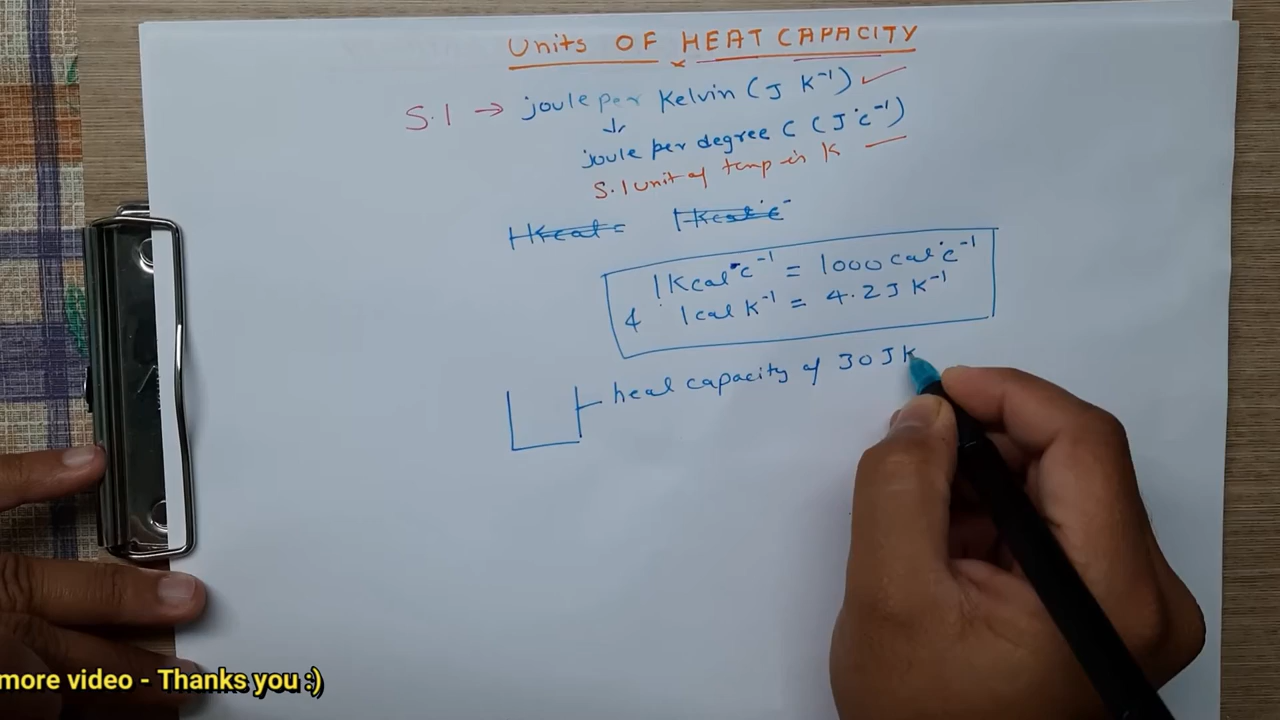 Units OF HEAT CAPACITY
S.I → joule per Kelvin (J K⁻¹) ✓
joule per degree C (J °c⁻¹)
S.I unit of temp is K
1 Kcal °c⁻¹ = 1000 cal °c⁻¹
1 cal K⁻¹ = 4.2 J K⁻¹
heat capacity of 30 J K
more video - Thanks you :)